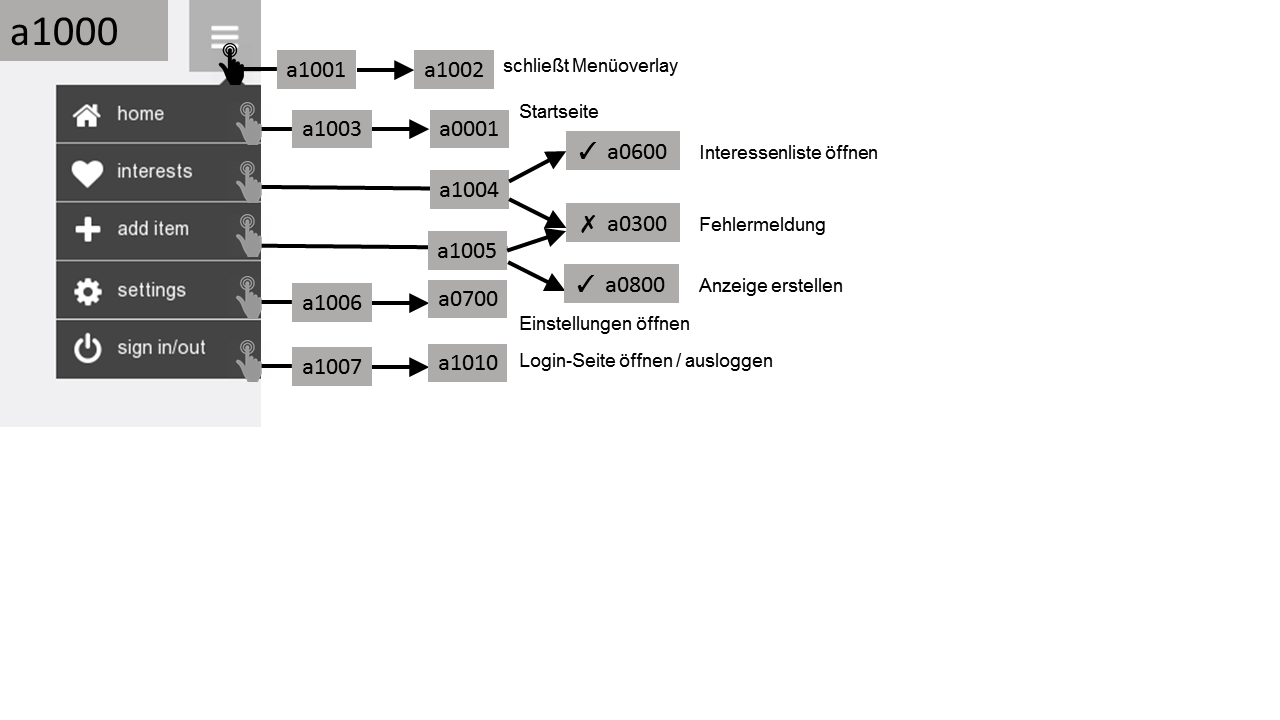 a1000
a1001 a1002 schließt Menüoverlay
home a1003 a0001 Startseite
✓ a0600 Interessenliste öffnen
interests a1004
✗ a0300 Fehlermeldung
add item a1005
✓ a0800 Anzeige erstellen
settings a1006 a0700 Einstellungen öffnen
sign in/out a1007 a1010 Login-Seite öffnen / ausloggen